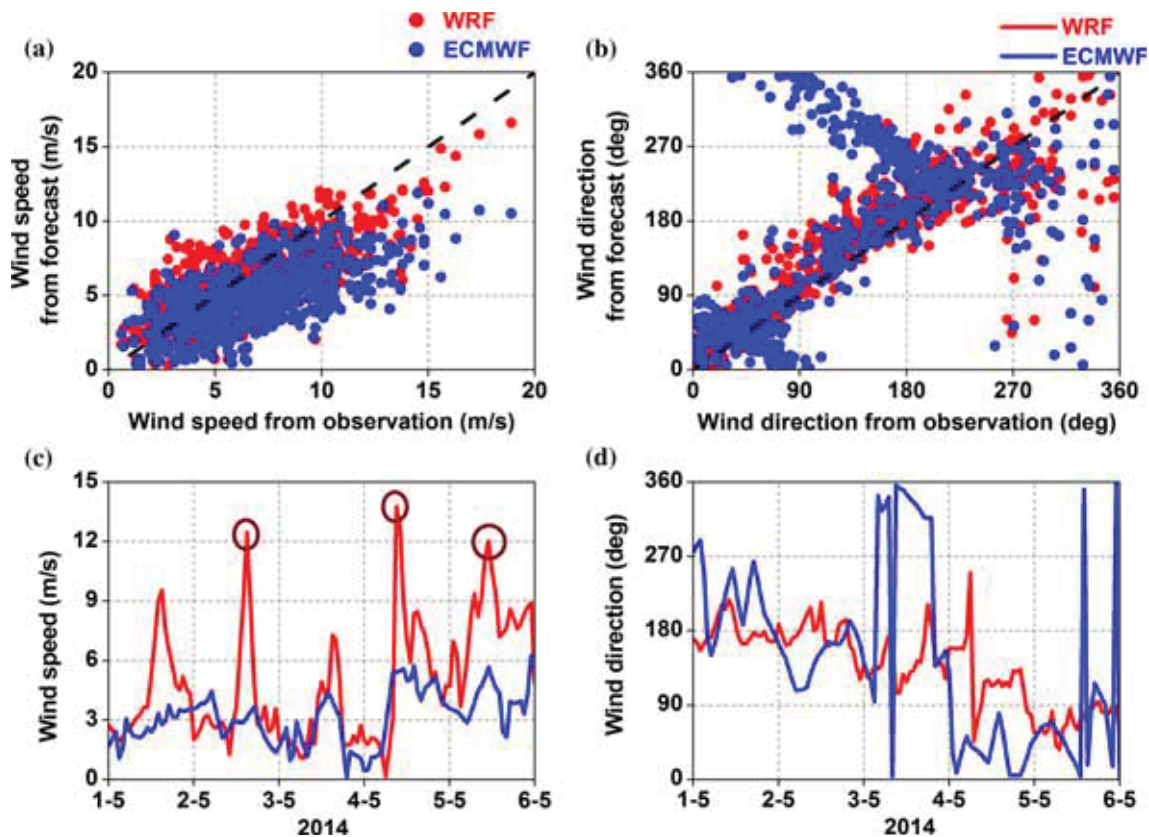 WRF
ECMWF
(a)
20
15
10
5
0
Wind speed
from forecast (m/s)
0 5 10 15 20
Wind speed from observation (m/s)
WRF
ECMWF
(b)
360
270
180
90
0
Wind direction
from forecast (deg)
0 90 180 270 360
Wind direction from observation (deg)
(c)
15
12
9
6
3
0
Wind speed (m/s)
1-5 2-5 3-5 4-5 5-5 6-5
2014
(d)
360
270
180
90
0
Wind direction (deg)
1-5 2-5 3-5 4-5 5-5 6-5
2014